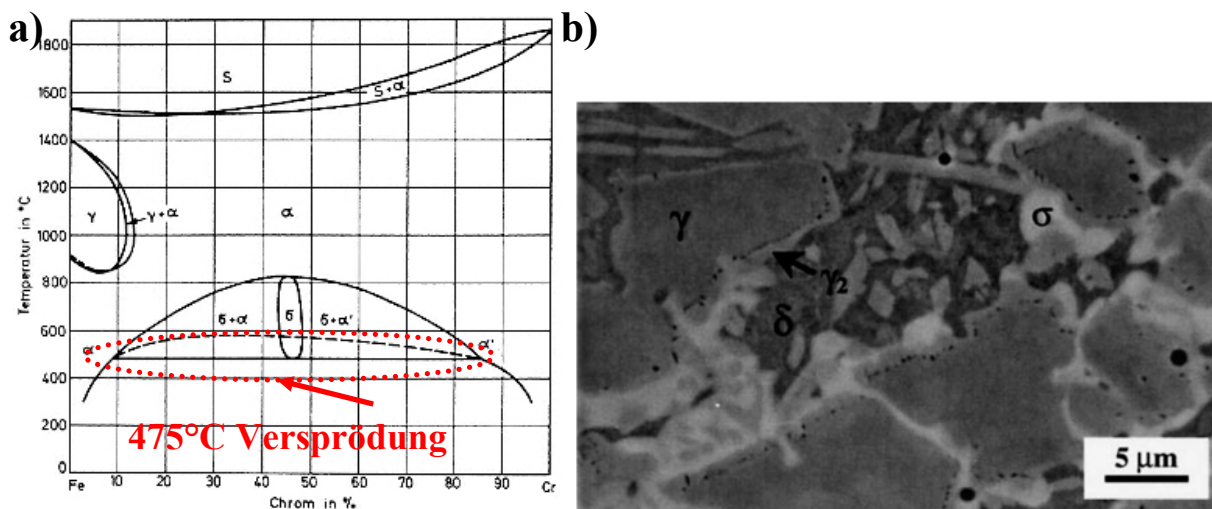 a)
1800
1600
1400
1200
1000
800
600
400
200
0
Temperatur in °C
S
S+α
γ
γ+α
α
σ+α
σ
σ+α'
α
α'
475°C Versprödung
Fe 10 20 30 40 50 60 70 80 90 Cr
Chrom in %
b)
γ
σ
γ2
δ
5 μm